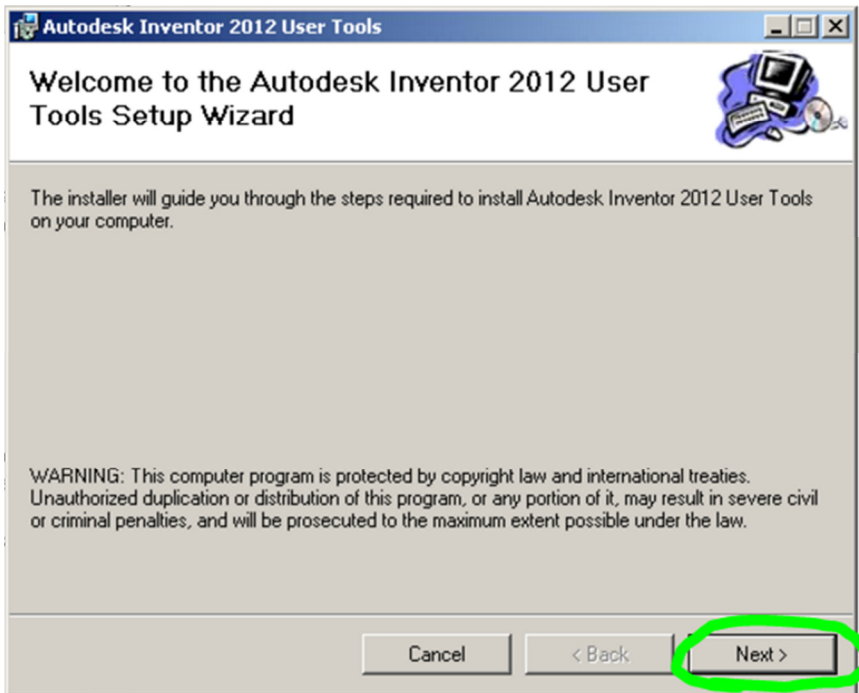 Autodesk Inventor 2012 User Tools
Welcome to the Autodesk Inventor 2012 User
Tools Setup Wizard
The installer will guide you through the steps required to install Autodesk Inventor 2012 User Tools
on your computer.
WARNING: This computer program is protected by copyright law and international treaties.
Unauthorized duplication or distribution of this program, or any portion of it, may result in severe civil
or criminal penalties, and will be prosecuted to the maximum extent possible under the law.
Cancel < Back Next >